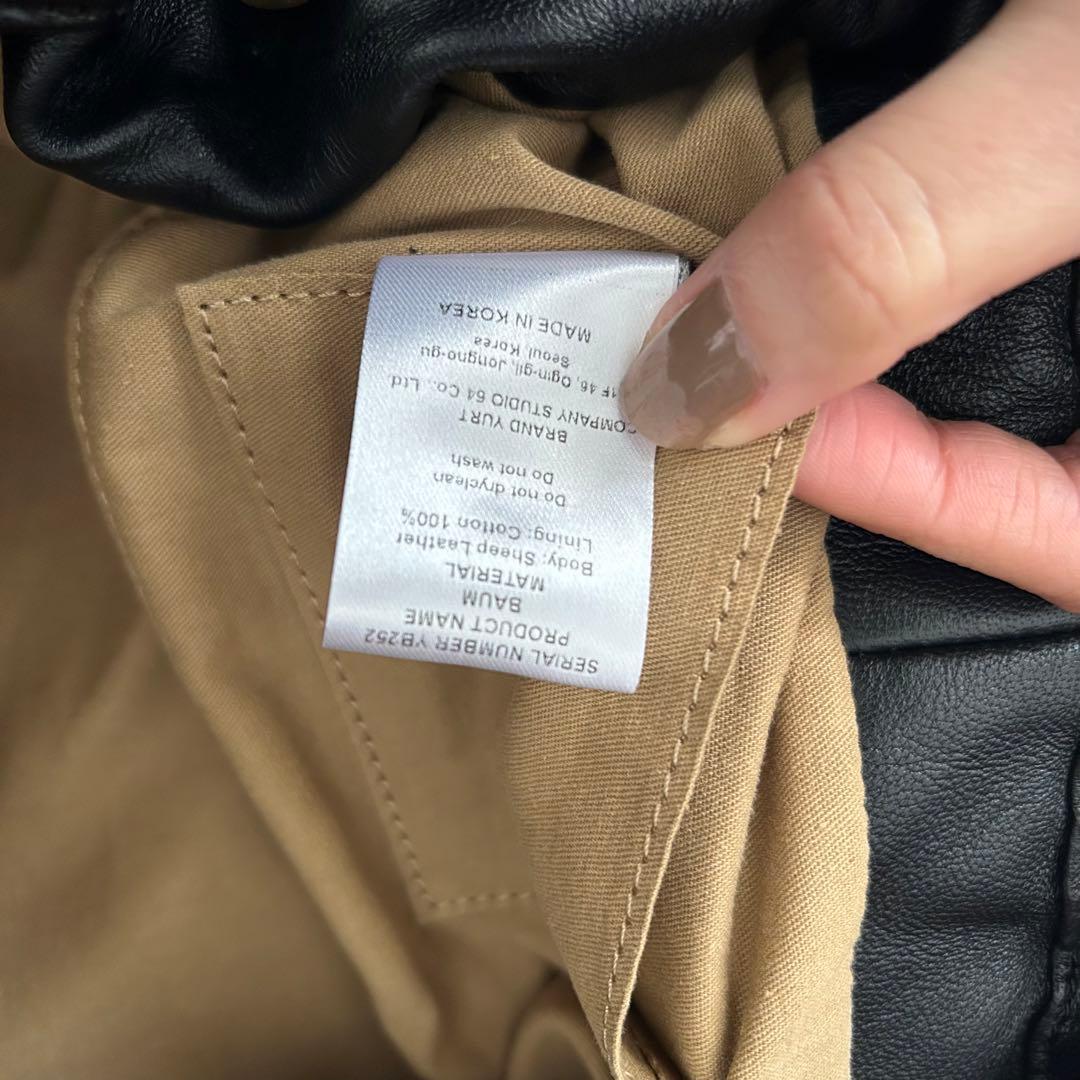 SERIAL NUMBER YB252
PRODUCT NAME
BAUM
MATERIAL
Body: Sheep Leather
Lining: Cotton 100%
Do not dryclean
Do not wash
BRAND YURT
COMPANY STUDIO 64 Co., Ltd
1F 46, Ogin-gil, Jongno-gu
Seoul Korea
MADE IN KOREA